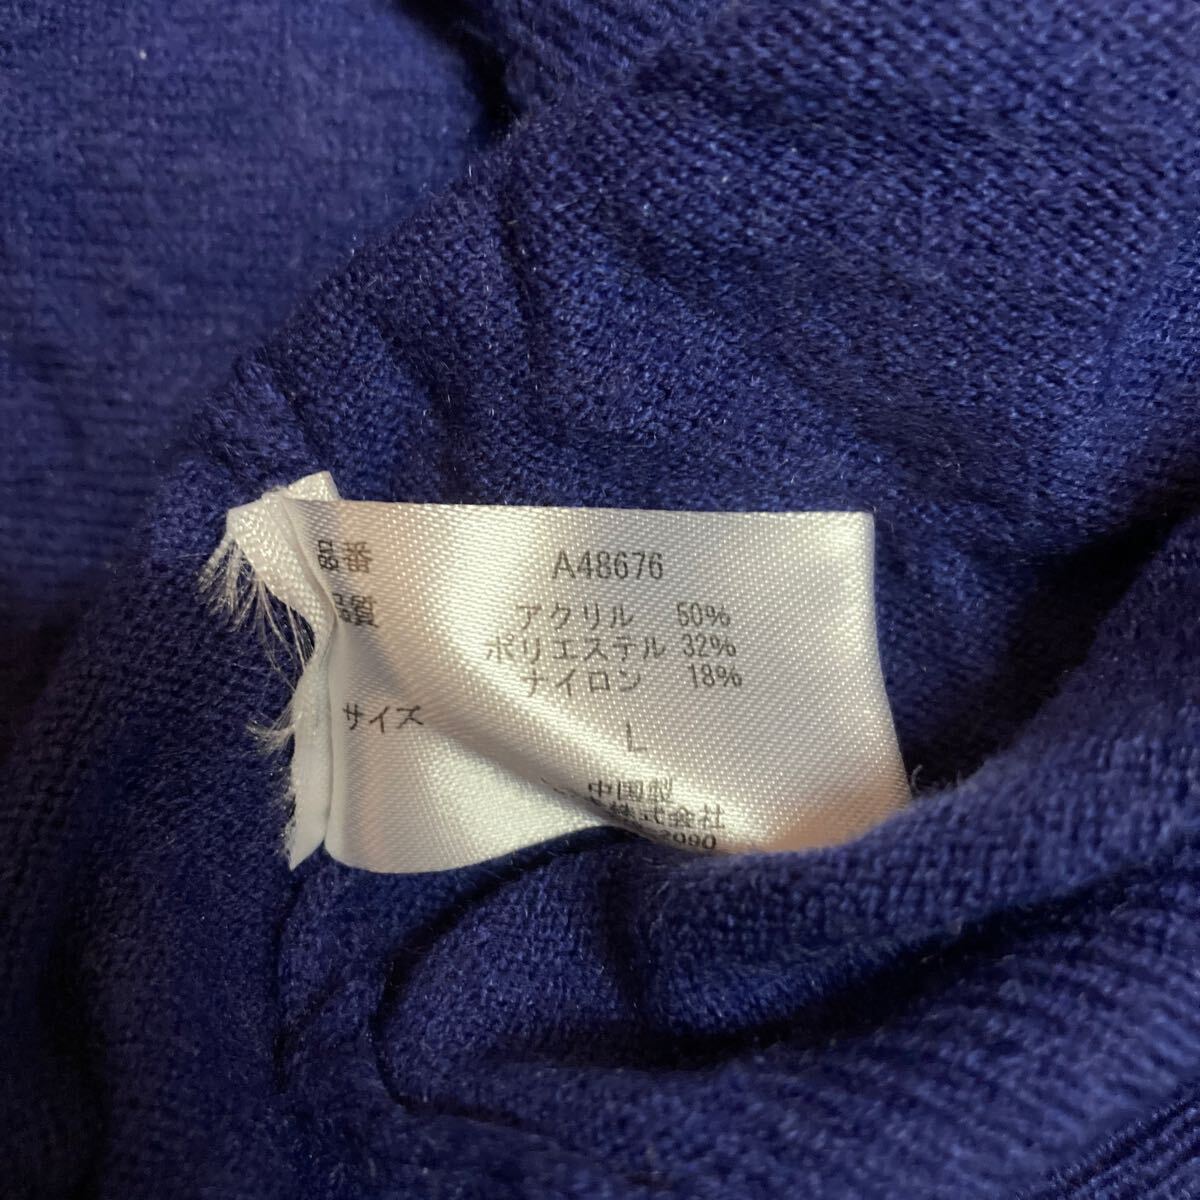 品番 A48676
品質 アクリル 50%
ポリエステル 32%
ナイロン 18%
サイズ L
中国製
株式会社